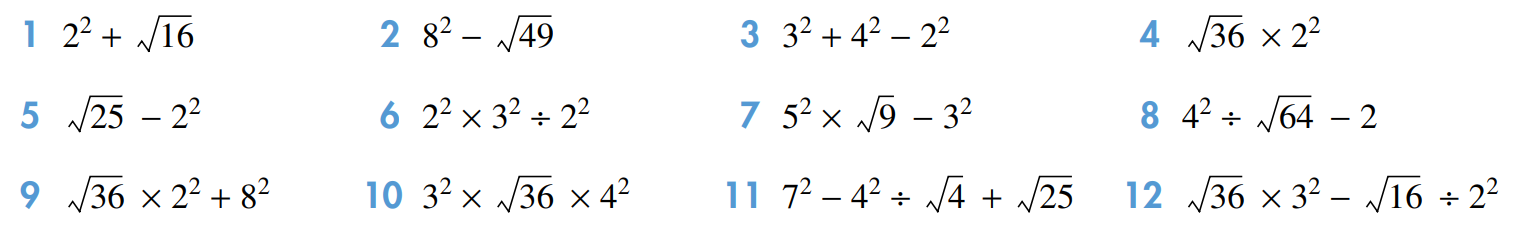 1 2² + √16 2 8² – √49 3 3² + 4² – 2² 4 √36 × 2²
5 √25 – 2² 6 2² × 3² ÷ 2² 7 5² × √9 – 3² 8 4² ÷ √64 – 2
9 √36 × 2² + 8² 10 3² × √36 × 4² 11 7² – 4² ÷ √4 + √25 12 √36 × 3² – √16 ÷ 2²